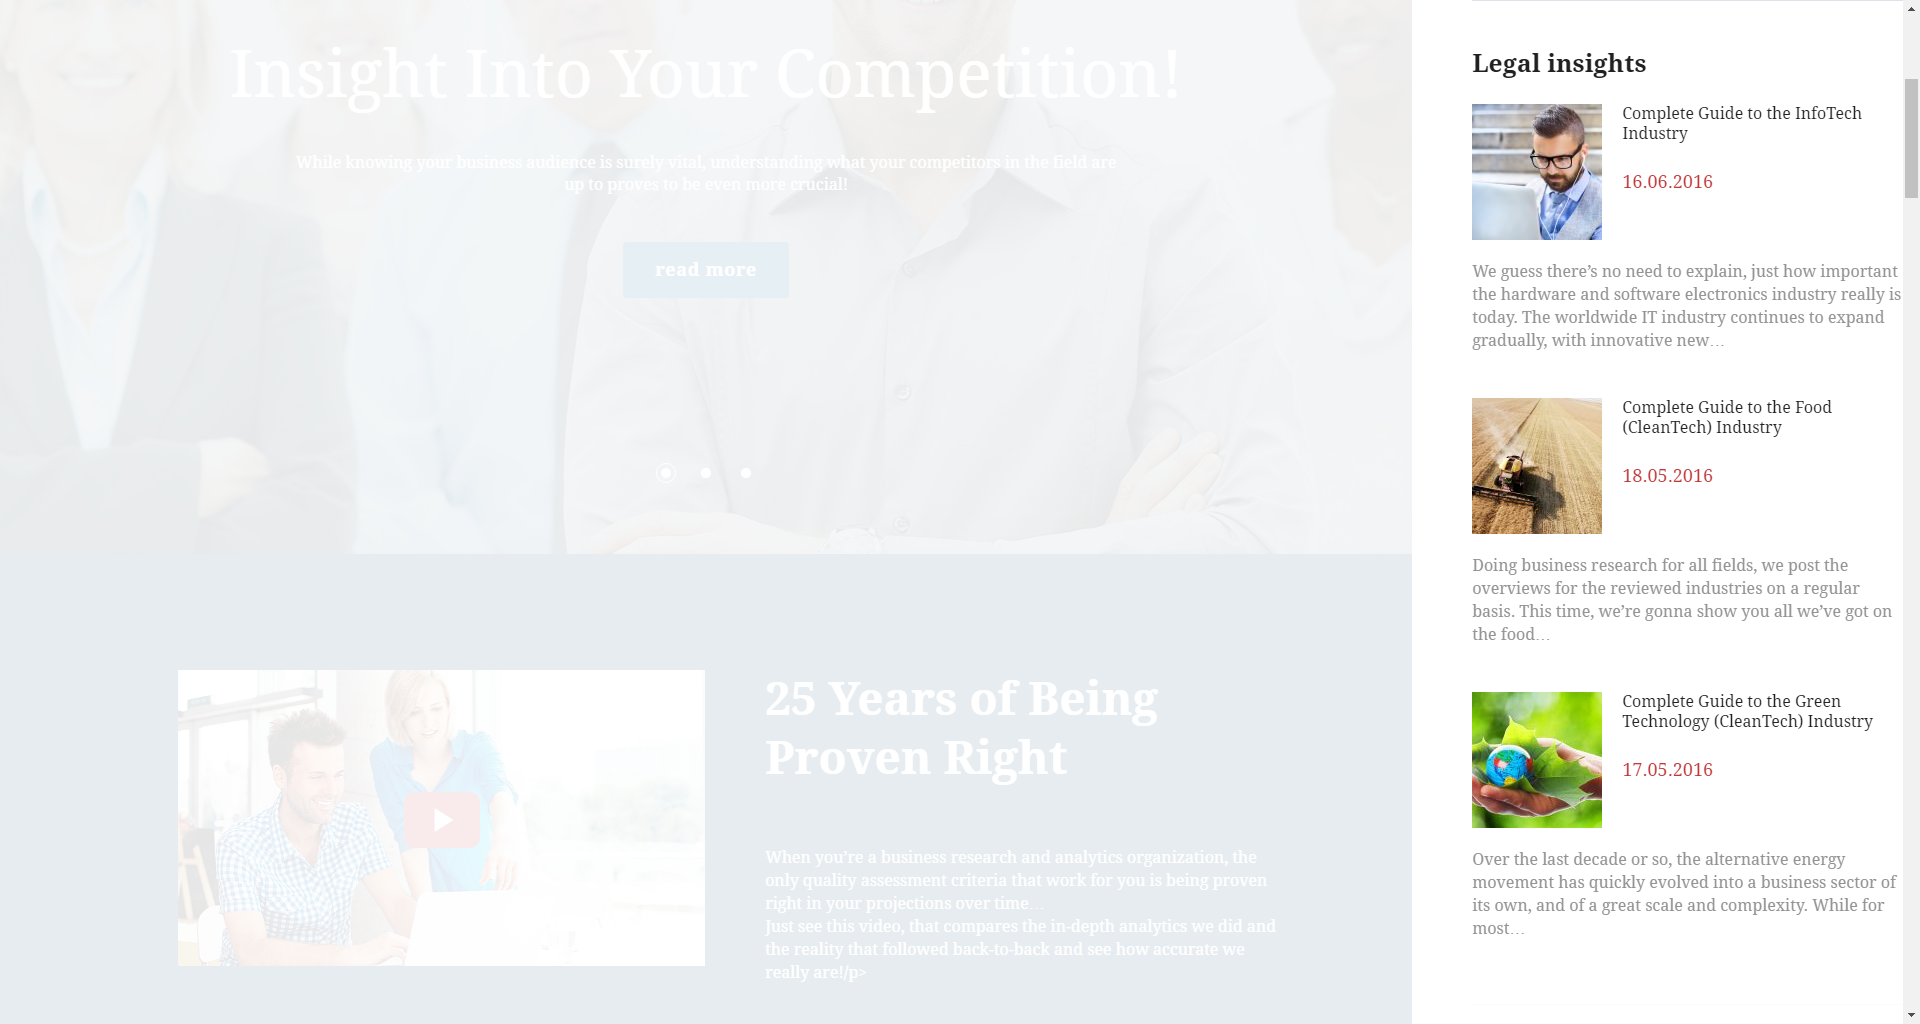 Insight Into Your Competition!
While knowing your business audience is surely vital, understanding what your competitors in the field are
up to proves to be even more crucial!
read more
25 Years of Being
Proven Right
When you’re a business research and analytics organization, the
only quality assessment criteria that work for you is being proven
right in your projections over time…
Just see this video, that compares the in-depth analytics we did and
the reality that followed back-to-back and see how accurate we
really are!/p>
Legal insights
Complete Guide to the InfoTech
Industry
16.06.2016
We guess there’s no need to explain, just how important
the hardware and software electronics industry really is
today. The worldwide IT industry continues to expand
gradually, with innovative new…
Complete Guide to the Food
(CleanTech) Industry
18.05.2016
Doing business research for all fields, we post the
overviews for the reviewed industries on a regular
basis. This time, we’re gonna show you all we’ve got on
the food…
Complete Guide to the Green
Technology (CleanTech) Industry
17.05.2016
Over the last decade or so, the alternative energy
movement has quickly evolved into a business sector of
its own, and of a great scale and complexity. While for
most…